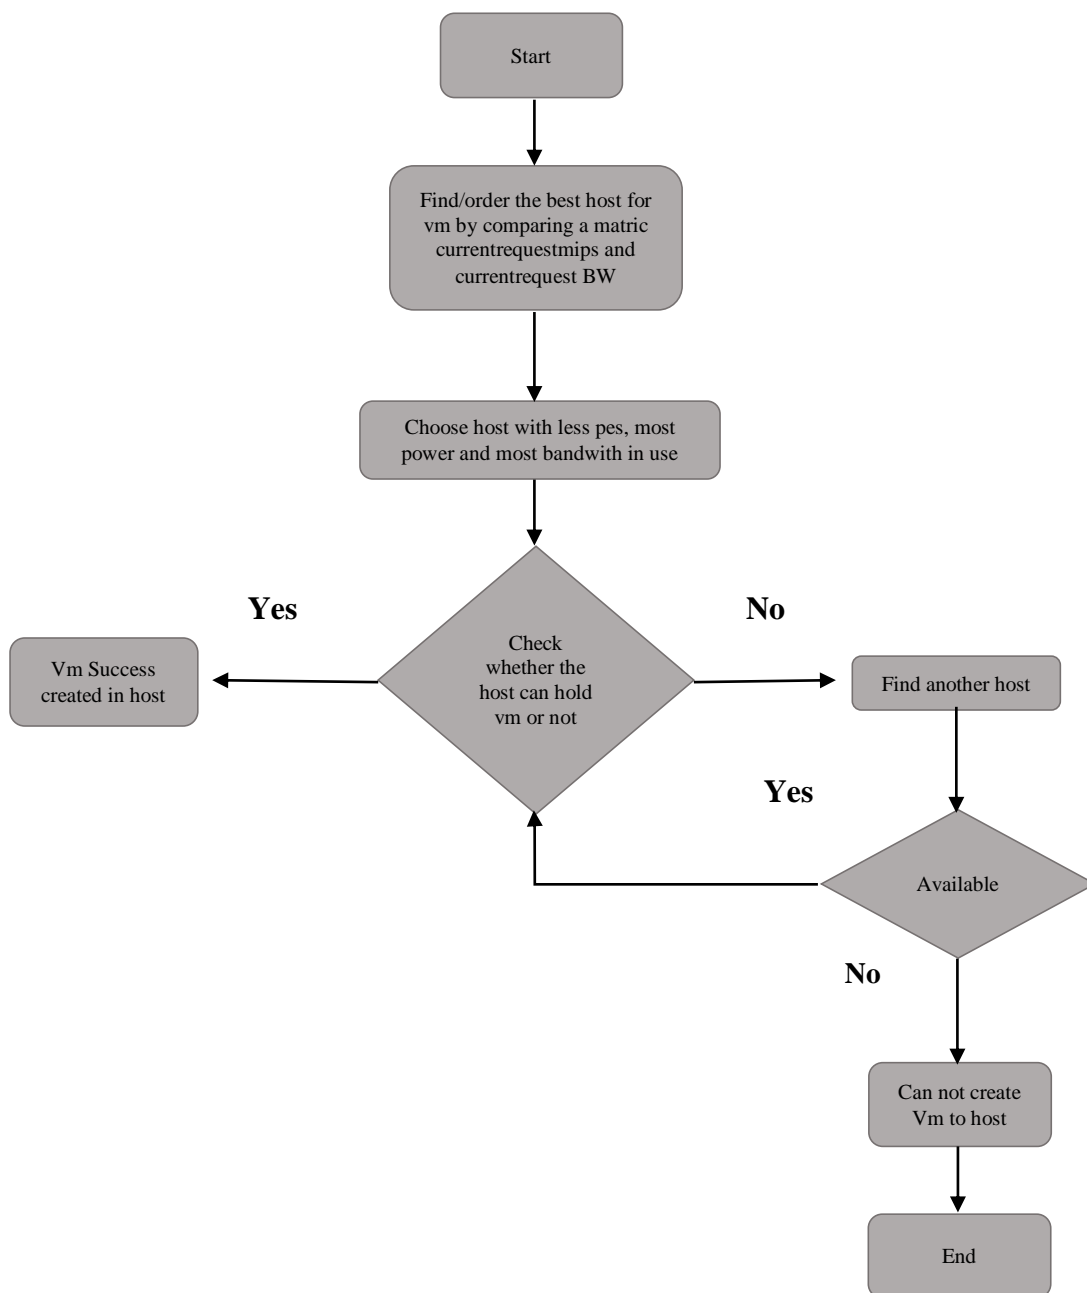 Start
Find/order the best host for
vm by comparing a matric
currentrequestmips and
currentrequest BW
Choose host with less pes, most
power and most bandwith in use
Yes
No
Check
whether the
host can hold
vm or not
Vm Success
created in host
Find another host
Yes
Available
No
Can not create
Vm to host
End